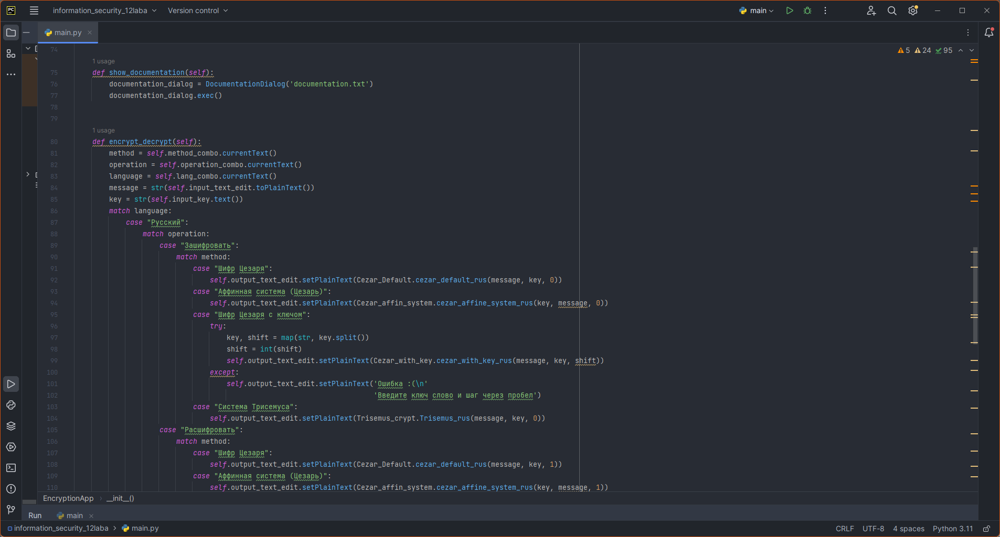 PC information_security_12laba Version control main
main.py
5 24 95
74
1 usage
75 def show_documentation(self):
76 documentation_dialog = DocumentationDialog('documentation.txt')
77 documentation_dialog.exec()
78
79
1 usage
80 def encrypt_decrypt(self):
81 method = self.method_combo.currentText()
82 operation = self.operation_combo.currentText()
83 language = self.lang_combo.currentText()
84 message = str(self.input_text_edit.toPlainText())
85 key = str(self.input_key.text())
86 match language:
87 case "Русский":
88 match operation:
89 case "Зашифровать":
90 match method:
91 case "Шифр Цезаря":
92 self.output_text_edit.setPlainText(Cezar_Default.cezar_default_rus(message, key, 0))
93 case "Аффинная система (Цезарь)":
94 self.output_text_edit.setPlainText(Cezar_affin_system.cezar_affine_system_rus(key, message, 0))
95 case "Шифр Цезаря с ключом":
96 try:
97 key, shift = map(str, key.split())
98 shift = int(shift)
99 self.output_text_edit.setPlainText(Cezar_with_key.cezar_with_key_rus(message, key, shift))
100 except:
101 self.output_text_edit.setPlainText('Ошибка :(\n'
102 'Введите ключ слово и шаг через пробел')
103 case "Система Трисемуса":
104 self.output_text_edit.setPlainText(Trisemus_crypt.Trisemus_rus(message, key, 0))
105 case "Расшифровать":
106 match method:
107 case "Шифр Цезаря":
108 self.output_text_edit.setPlainText(Cezar_Default.cezar_default_rus(message, key, 1))
109 case "Аффинная система (Цезарь)":
110 self.output_text_edit.setPlainText(Cezar_affin_system.cezar_affine_system_rus(key, message, 1))
EncryptionApp › __init__()
Run main
information_security_12laba › main.py CRLF UTF-8 4 spaces Python 3.11